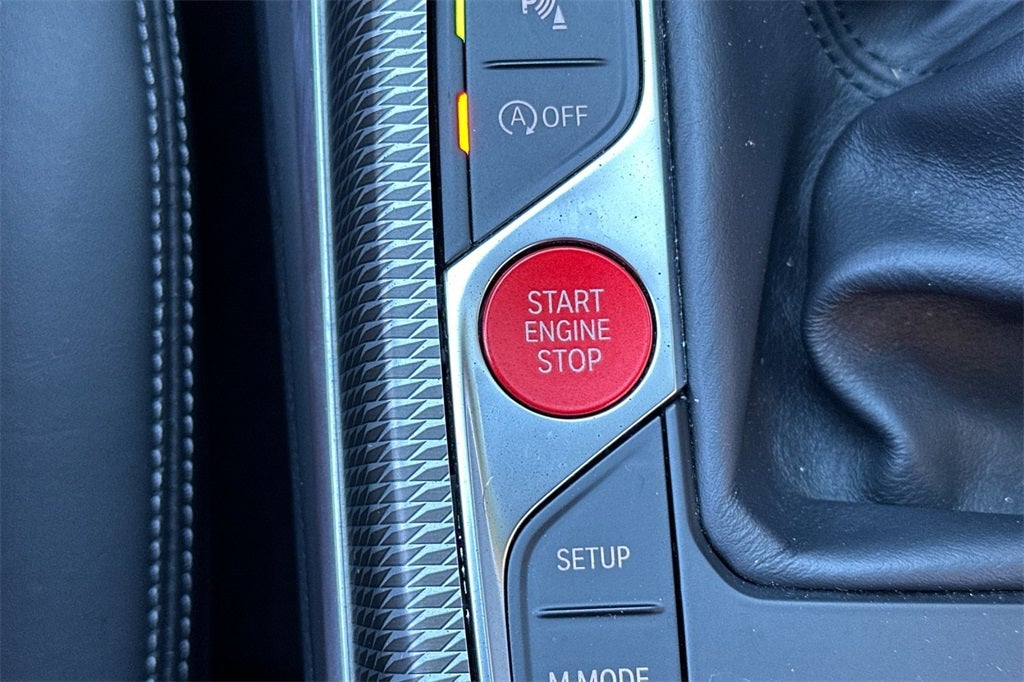 P
A OFF
START
ENGINE
STOP
SETUP
M MODE